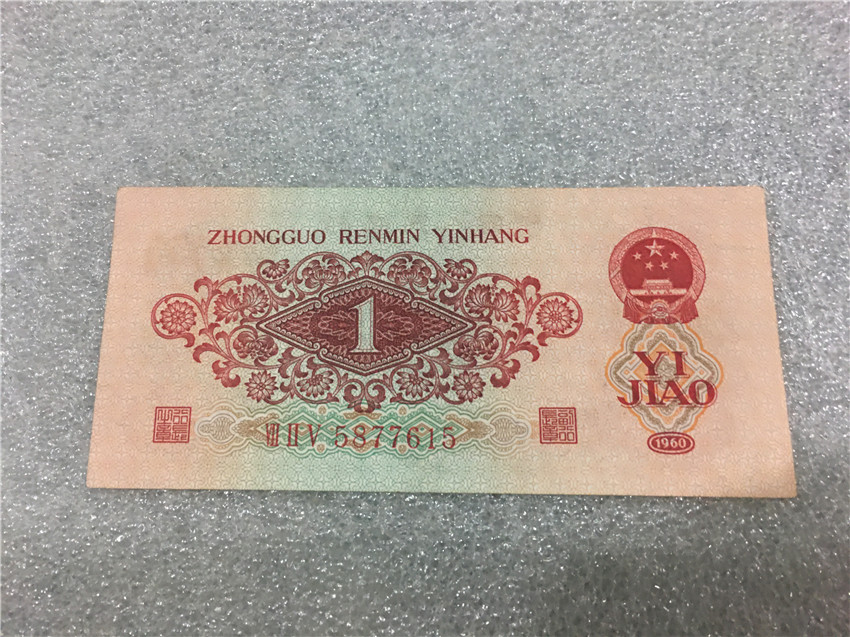 ZHONGGUO RENMIN YINHANG
1
YI
JIAO
VIII II V 5877615
1960